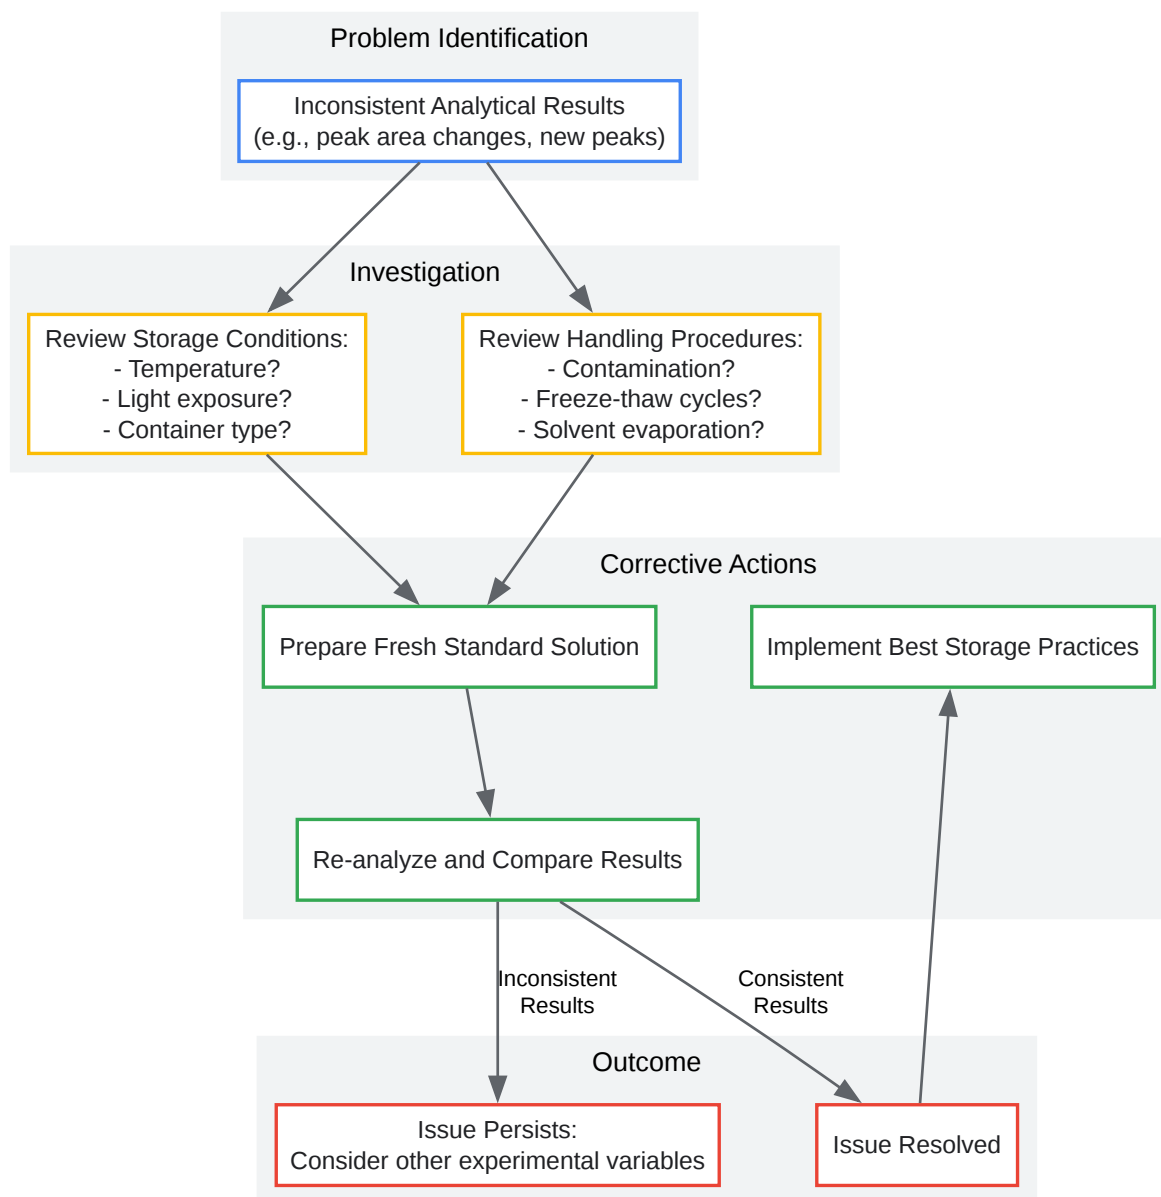 Problem Identification
Inconsistent Analytical Results
(e.g., peak area changes, new peaks)
Investigation
Review Storage Conditions:
- Temperature?
- Light exposure?
- Container type?
Review Handling Procedures:
- Contamination?
- Freeze-thaw cycles?
- Solvent evaporation?
Corrective Actions
Prepare Fresh Standard Solution
Implement Best Storage Practices
Re-analyze and Compare Results
Inconsistent
Results
Consistent
Results
Outcome
Issue Persists:
Consider other experimental variables
Issue Resolved